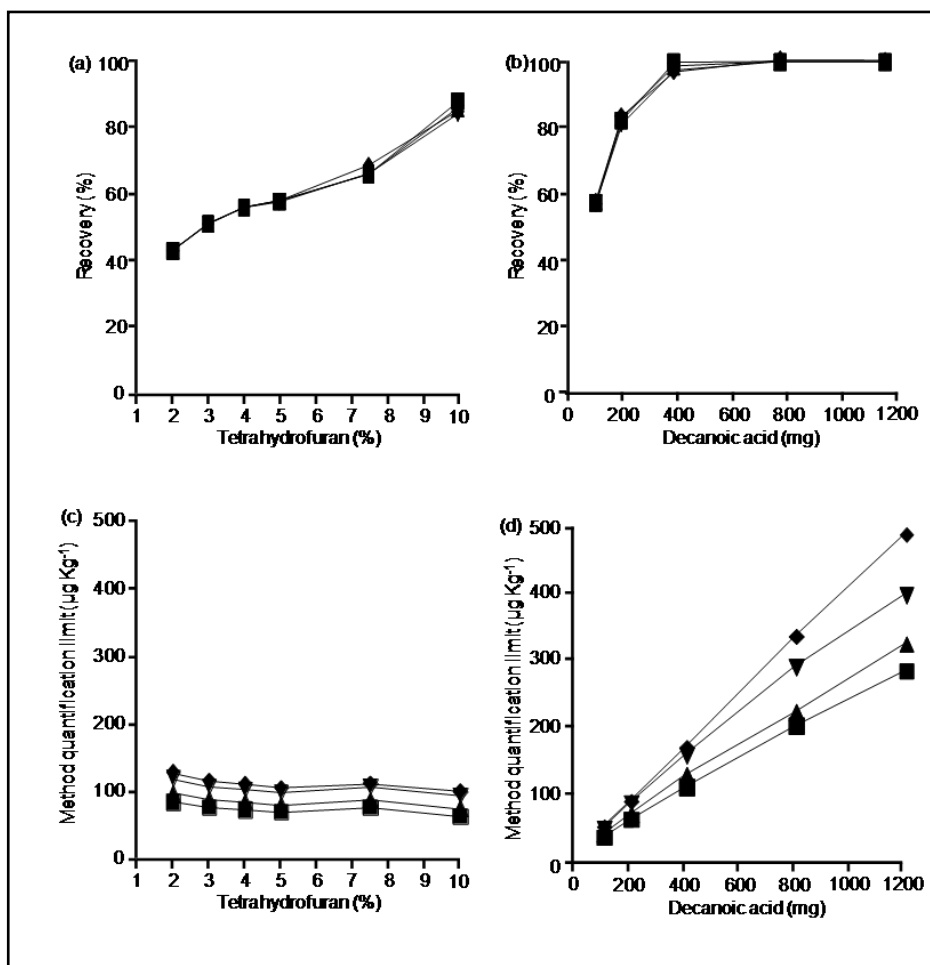 (a)
100
80
60
40
20
0
Recovery (%)
1 2 3 4 5 6 7 8 9 10
Tetrahydrofuran (%)
(b)
100
80
60
40
20
0
Recovery (%)
0 200 400 600 800 1000 1200
Decanoic acid (mg)
(c)
500
400
300
200
100
0
Method quantification limit (µg Kg⁻¹)
1 2 3 4 5 6 7 8 9 10
Tetrahydrofuran (%)
(d)
500
400
300
200
100
0
Method quantification limit (µg Kg⁻¹)
0 200 400 600 800 1000 1200
Decanoic acid (mg)